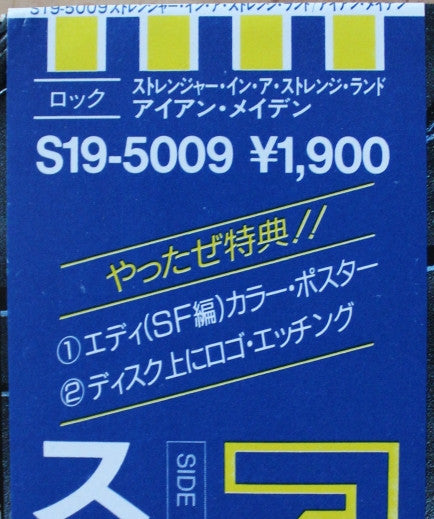 S19-5009 ストレンジャー・イン・ア・ストレンジ・ランド/アイアン・メイデン
ロック
ストレンジャー・イン・ア・ストレンジ・ランド
アイアン・メイデン
S19-5009 ¥1,900
やったぜ特典!!
①エディ(SF編)カラー・ポスター
②ディスク上にロゴ・エッチング
ス
SIDE